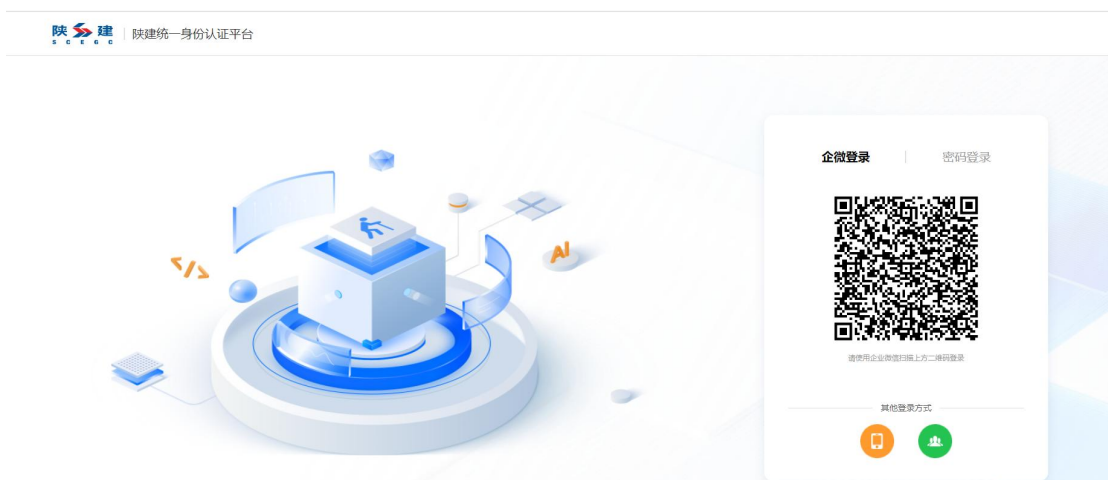 陕 建
SCEGC
陕建统一身份认证平台
企微登录
密码登录
</>
AI
请使用企业微信扫描上方二维码登录
其他登录方式